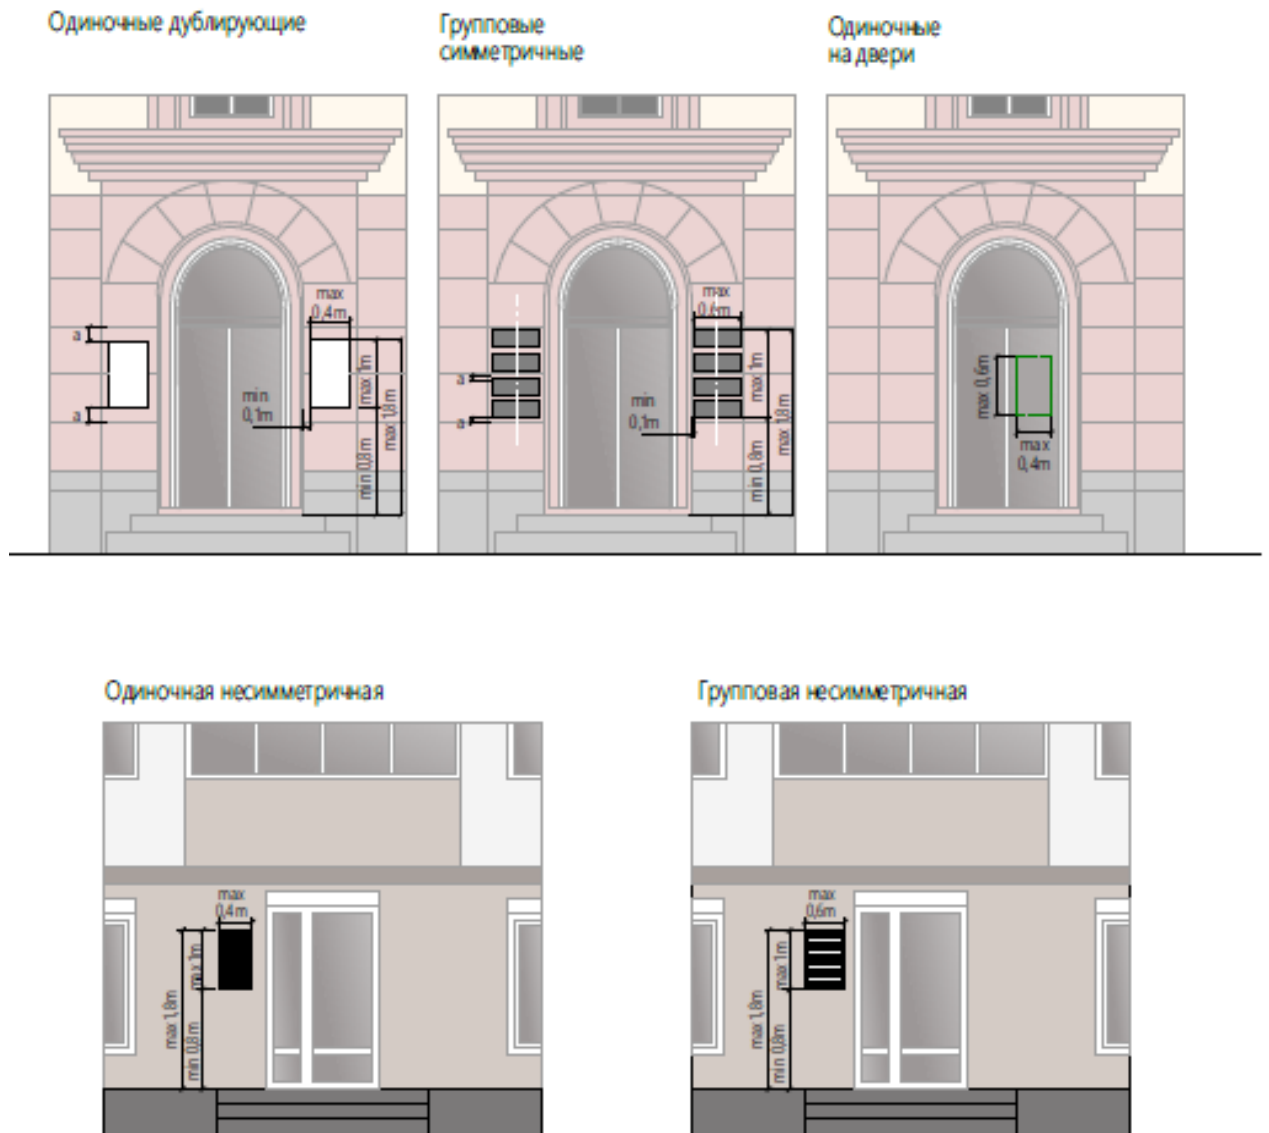 Одиночные дублирующие
Групповые
симметричные
Одиночные
на двери
max
0,4m
a
a
min
0,1m
max 1m
max 1,8m
min 0,8m
max
0,6m
a
a
min
0,1m
max 1m
max 1,8m
min 0,8m
max 0,6m
max
0,4m
Одиночная несимметричная
Групповая несимметричная
max
0,4m
max 1m
max 1,8m
min 0,8m
max
0,6m
max 1m
max 1,8m
min 0,8m